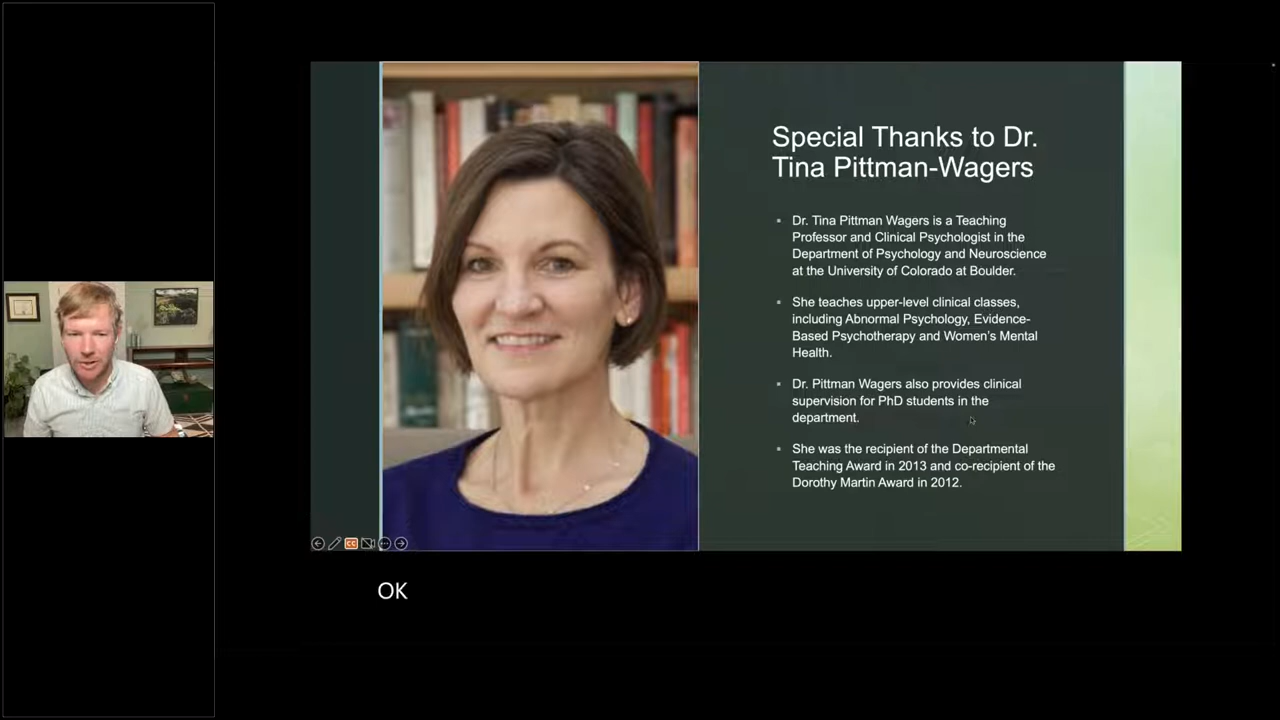 Special Thanks to Dr.
Tina Pittman-Wagers
▪ Dr. Tina Pittman Wagers is a Teaching
Professor and Clinical Psychologist in the
Department of Psychology and Neuroscience
at the University of Colorado at Boulder.
▪ She teaches upper-level clinical classes,
including Abnormal Psychology, Evidence-
Based Psychotherapy and Women's Mental
Health.
▪ Dr. Pittman Wagers also provides clinical
supervision for PhD students in the
department.
▪ She was the recipient of the Departmental
Teaching Award in 2013 and co-recipient of the
Dorothy Martin Award in 2012.
CC
OK